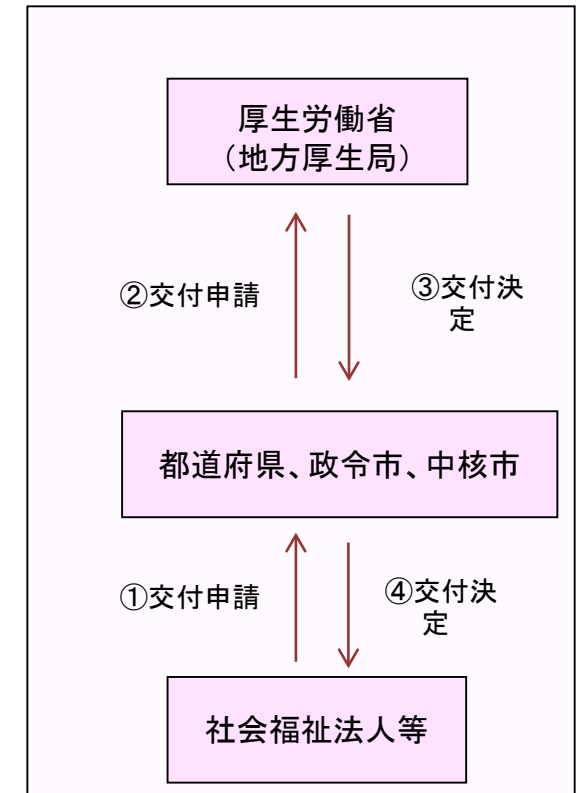 厚生労働省
（地方厚生局）
②交付申請
③交付決
定
都道府県、政令市、中核市
①交付申請
④交付決
定
社会福祉法人等